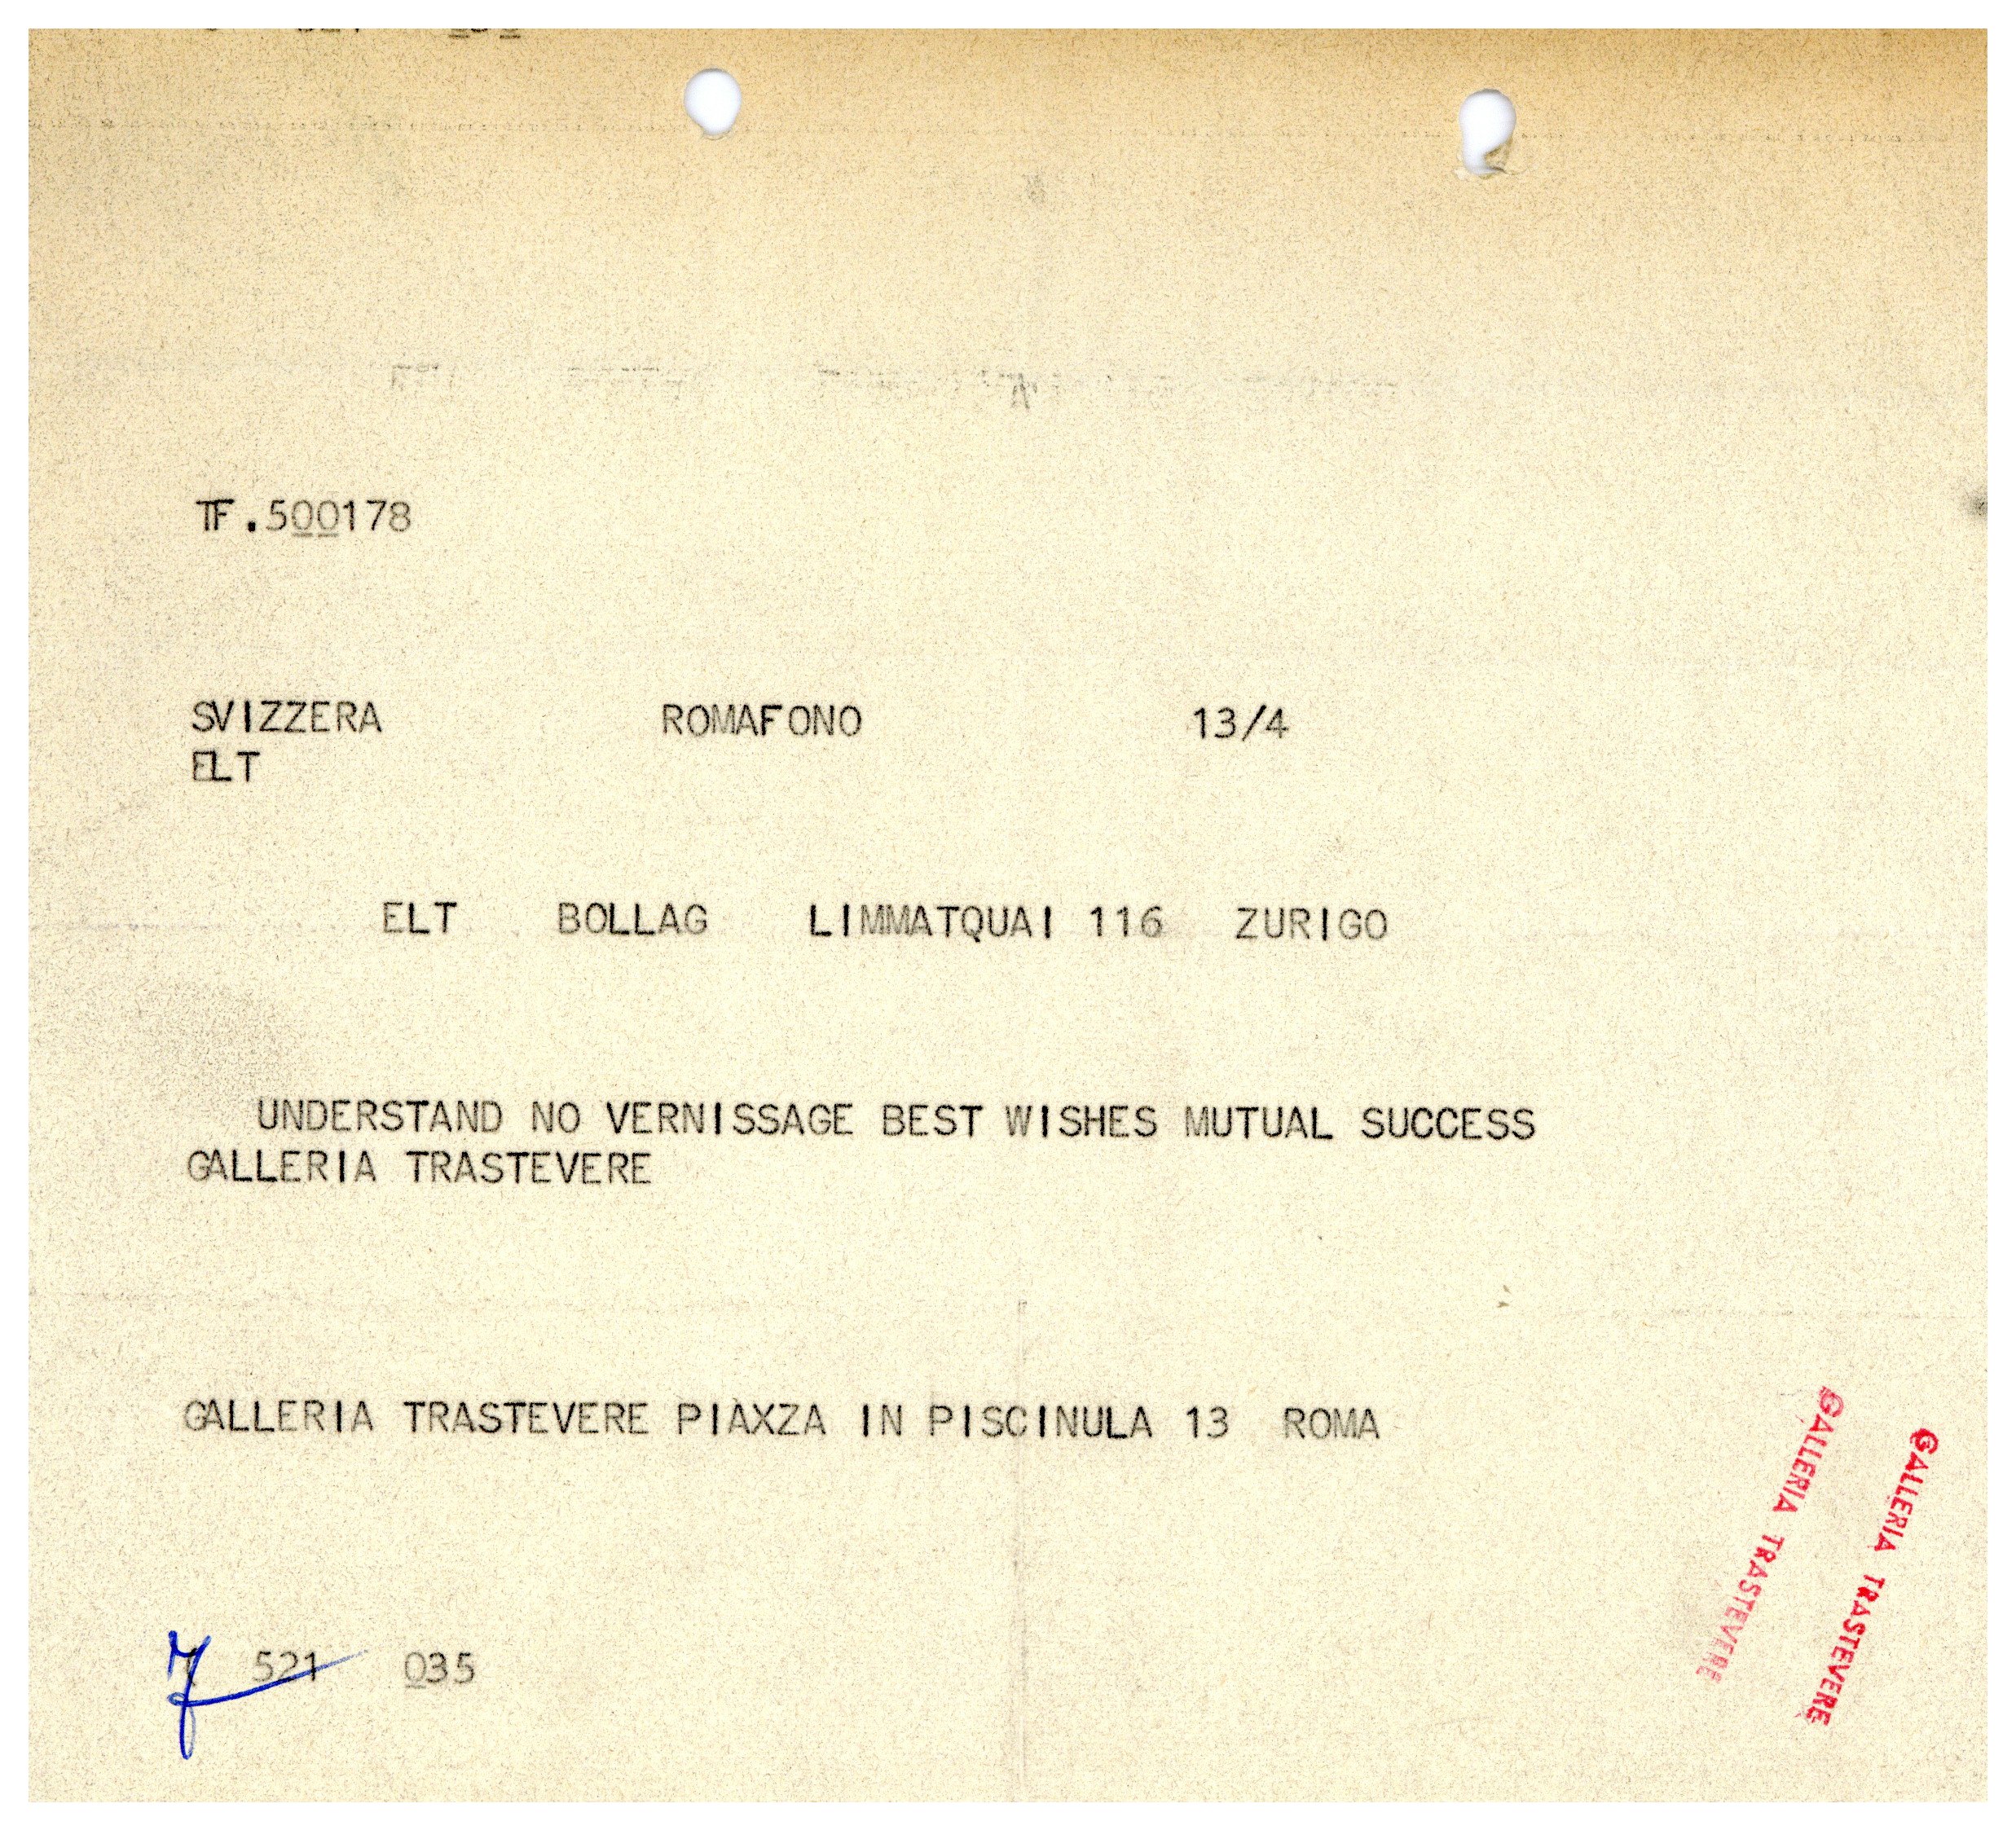 TF.500178
SVIZZERA ROMAFONO 13/4
ELT
ELT BOLLAG LIMMATQUAI 116 ZURIGO
UNDERSTAND NO VERNISSAGE BEST WISHES MUTUAL SUCCESS
GALLERIA TRASTEVERE
GALLERIA TRASTEVERE PIAXZA IN PISCINULA 13 ROMA
GALLERIA TRASTEVERE
GALLERIA TRASTEVERE
521 035